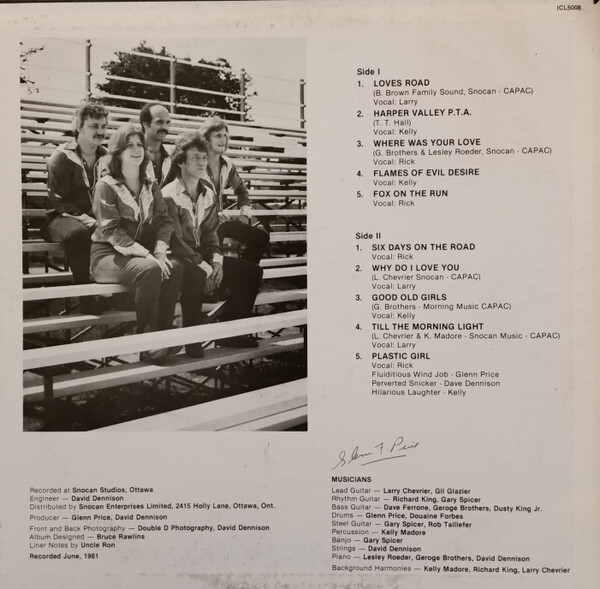 ICL5008
Side I
1. LOVES ROAD
(B. Brown Family Sound, Snocan - CAPAC)
Vocal: Larry
2. HARPER VALLEY P.T.A.
(T. T. Hall)
Vocal: Kelly
3. WHERE WAS YOUR LOVE
(G. Brothers & Lesley Roeder, Snocan - CAPAC)
Vocal: Rick
4. FLAMES OF EVIL DESIRE
Vocal: Kelly
5. FOX ON THE RUN
Vocal: Rick
Side II
1. SIX DAYS ON THE ROAD
Vocal: Rick
2. WHY DO I LOVE YOU
(L. Chevrier Snocan - CAPAC)
Vocal: Larry
3. GOOD OLD GIRLS
(G. Brothers - Morning Music CAPAC)
Vocal: Kelly
4. TILL THE MORNING LIGHT
(L. Chevrier & K. Madore - Snocan Music - CAPAC)
Vocal: Larry
5. PLASTIC GIRL
Vocal: Rick
Fluiditious Wind Job - Glenn Price
Perverted Snicker - Dave Dennison
Hilarious Laughter - Kelly
Glenn F Price
Recorded at Snocan Studios, Ottawa
Engineer — David Dennison
Distributed by Snocan Enterprises Limited, 2415 Holly Lane, Ottawa, Ont.
Producer — Glenn Price, David Dennison
Front and Back Photography — Double D Photography, David Dennison
Album Designed — Bruce Rawlins
Liner Notes by Uncle Ron
Recorded June, 1981
MUSICIANS
Lead Guitar — Larry Chevrier, Gil Glazier
Rhythm Guitar — Richard King, Gary Spicer
Bass Guitar — Dave Ferrone, Geroge Brothers, Dusty King Jr.
Drums — Glenn Price, Douaine Forbes
Steel Guitar — Gary Spicer, Rob Taillefer
Percussion — Kelly Madore
Banjo — Gary Spicer
Strings — David Dennison
Piano — Lesley Roeder, Geroge Brothers, David Dennison
Background Harmonies — Kelly Madore, Richard King, Larry Chevrier